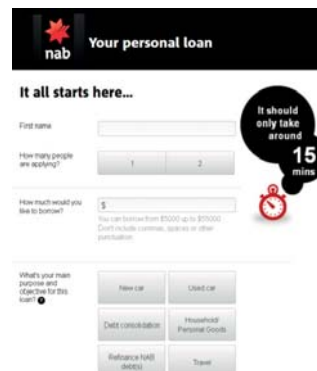 nab
Your personal loan
It all starts here...
It should
only take
around
15
mins
First name
How many people
are applying?
1
2
How much would you
like to borrow?
$
You can borrow from $5000 up to $55000.
Don't include commas, spaces or other
punctuation
What's your main
purpose and
objective for this
loan? ?
New car
Used car
Debt consolidation
Household/
Personal Goods
Refinance NAB
debt(s)
Travel